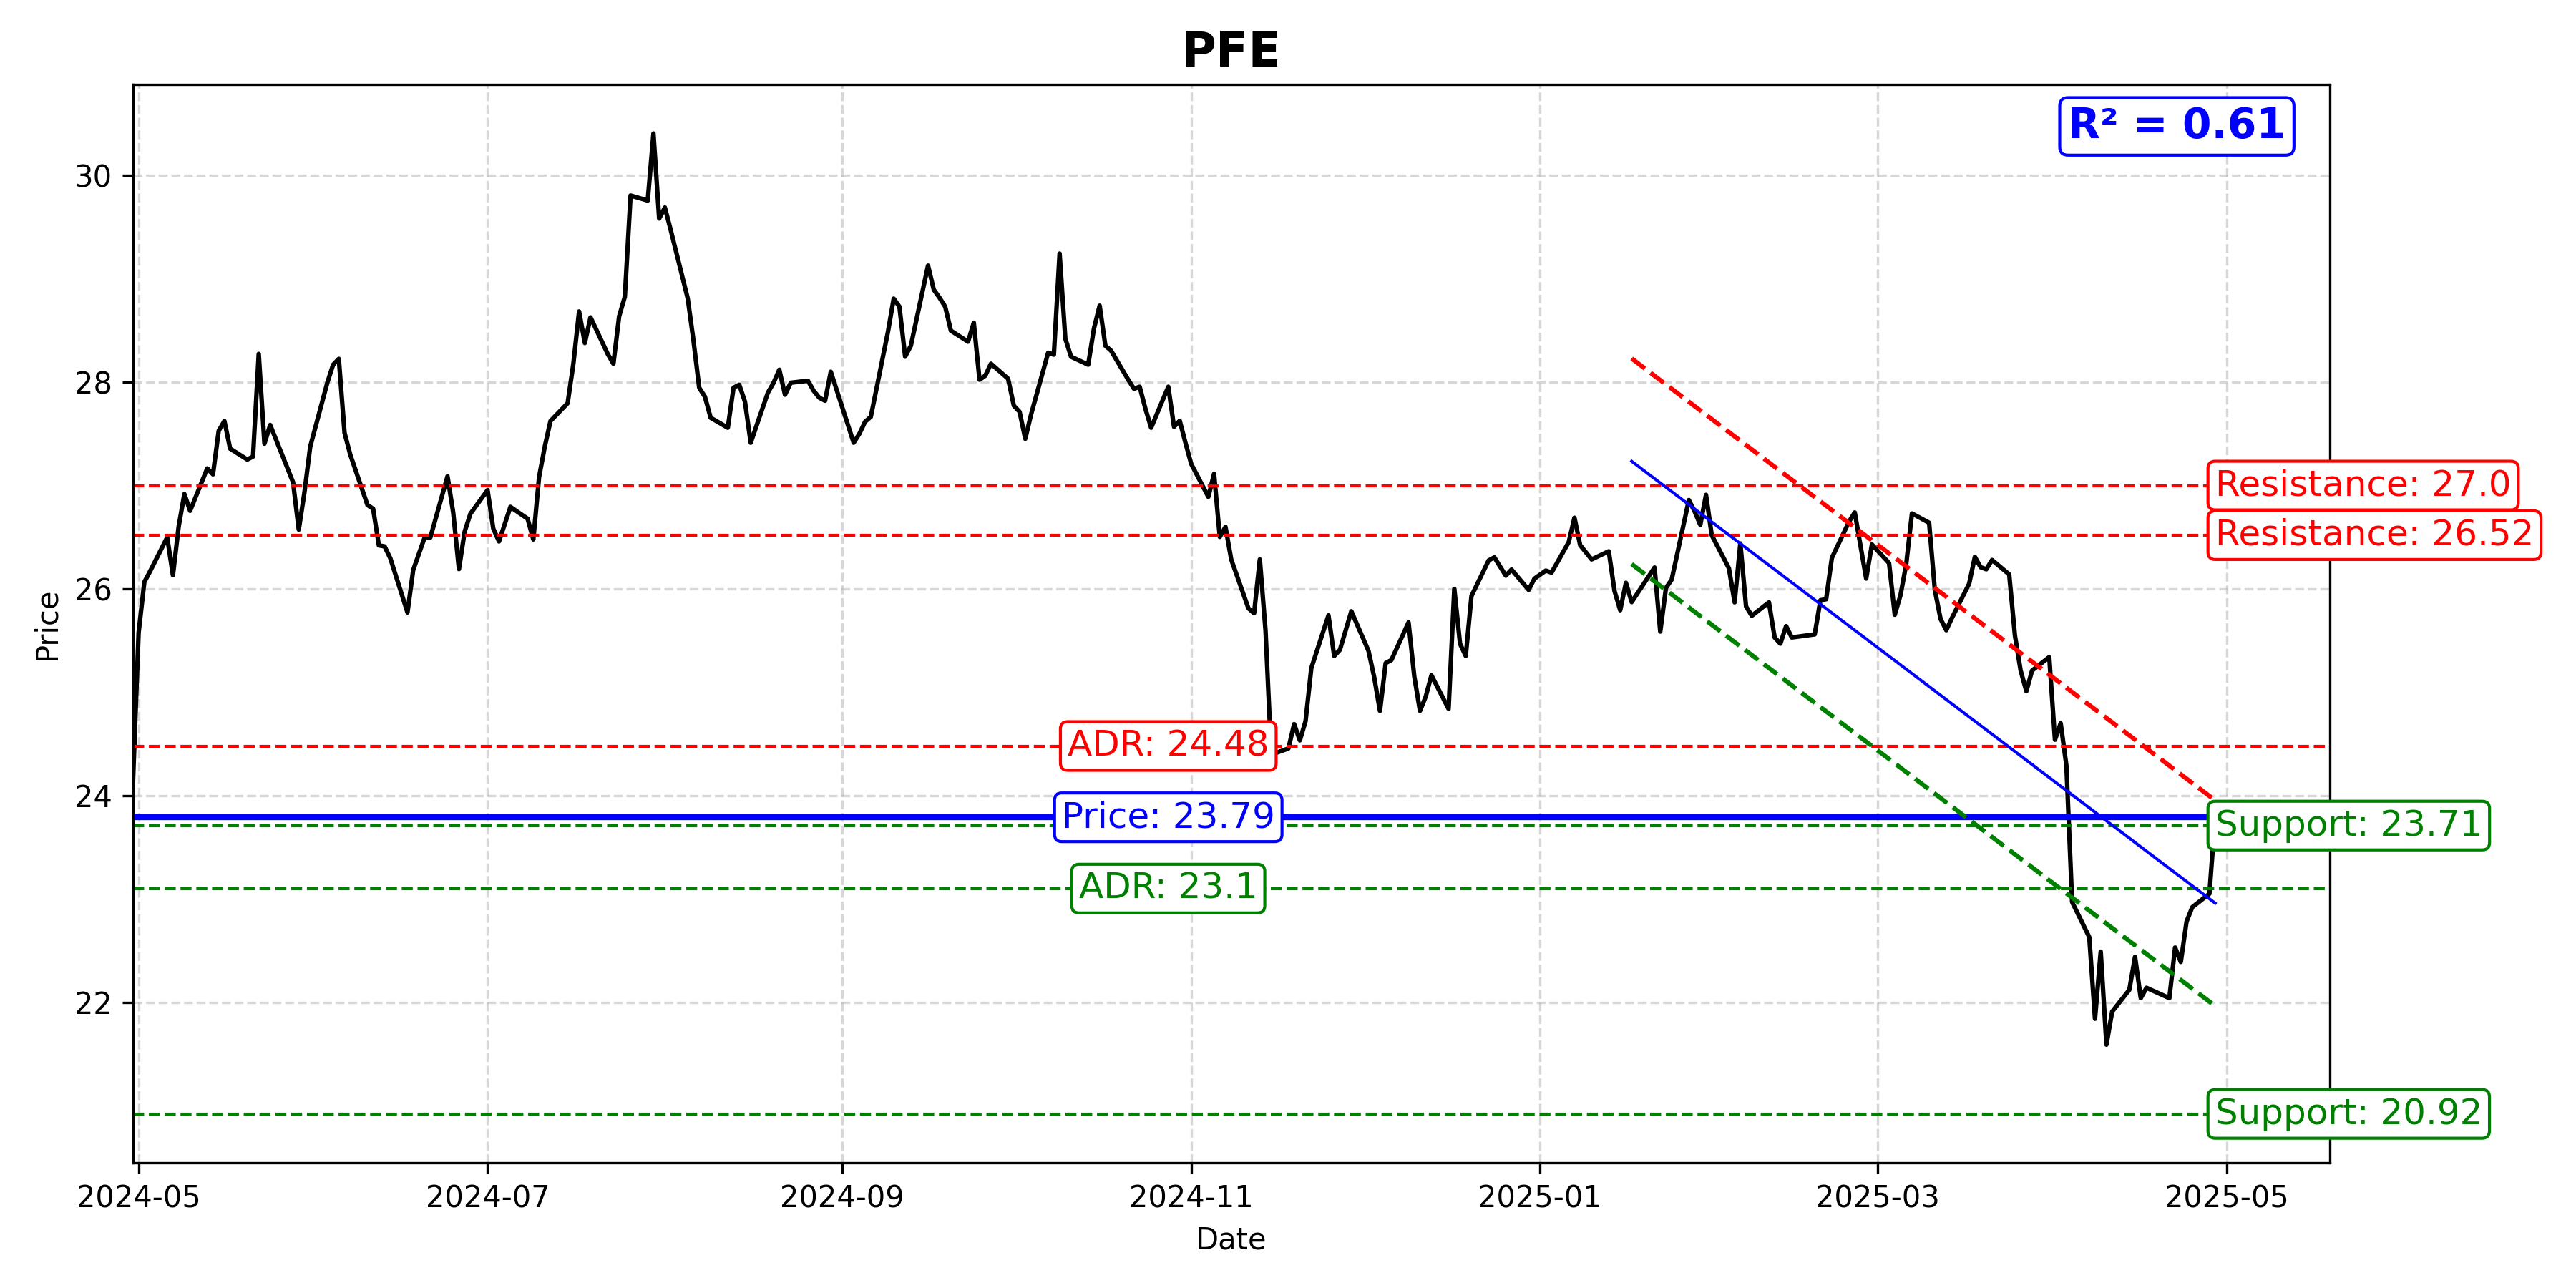 PFE
R² = 0.61
30
28
26
24
22
Price
Resistance: 27.0
Resistance: 26.52
ADR: 24.48
Price: 23.79
Support: 23.71
ADR: 23.1
Support: 20.92
2024-05
2024-07
2024-09
2024-11
2025-01
2025-03
2025-05
Date